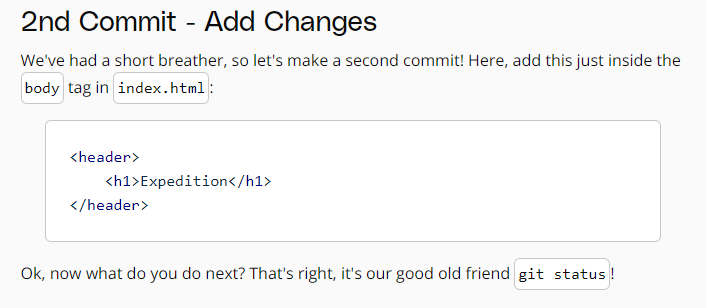 2nd Commit - Add Changes
We've had a short breather, so let's make a second commit! Here, add this just inside the
body tag in index.html:
<header>
    <h1>Expedition</h1>
</header>
Ok, now what do you do next? That's right, it's our good old friend git status!